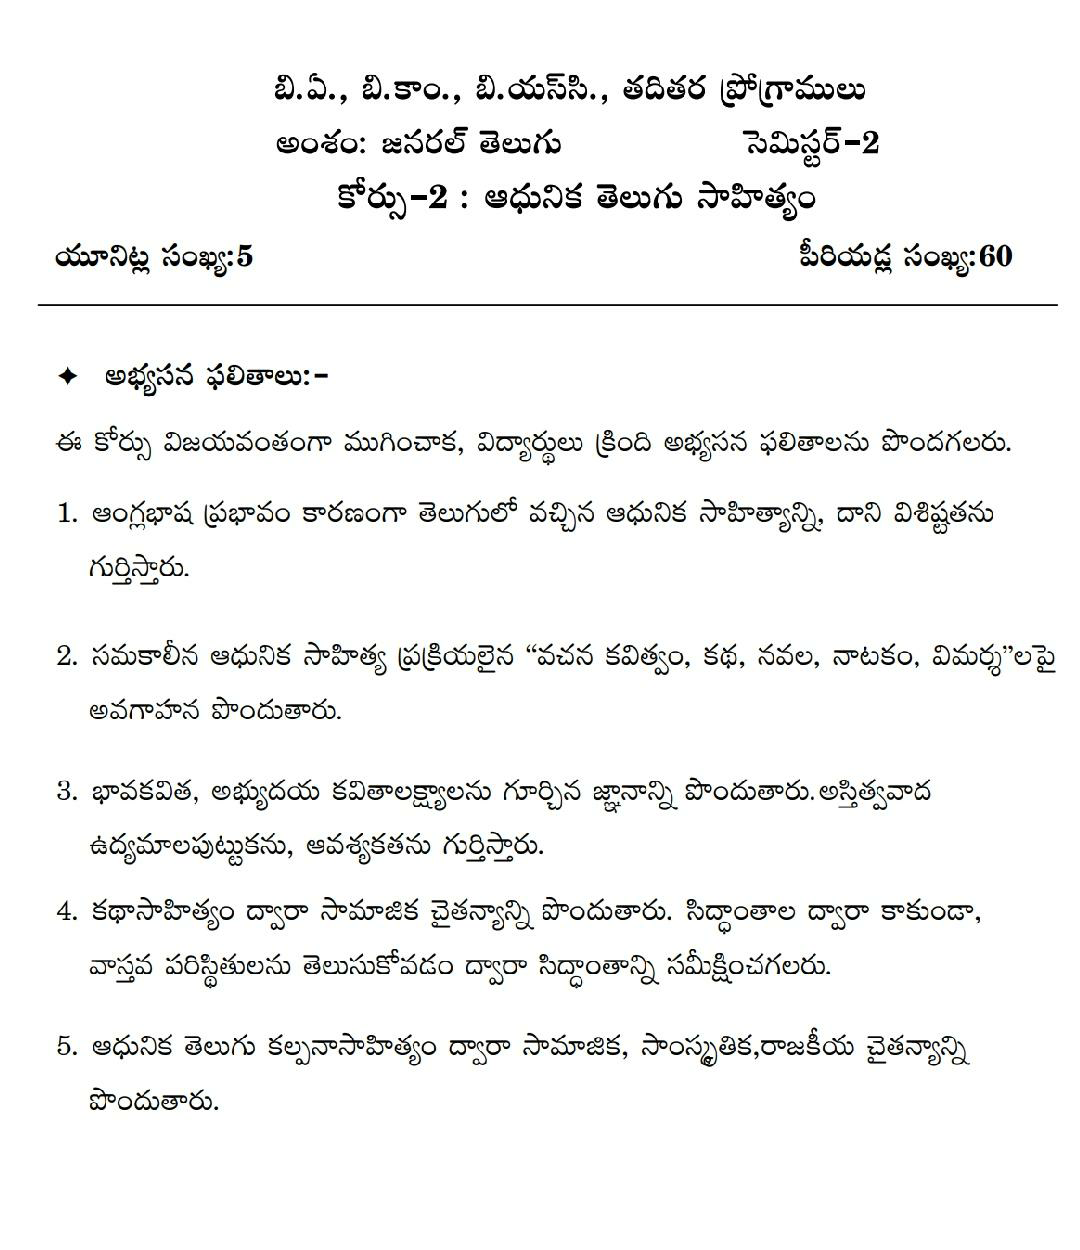 బి.ఏ., బి.కాం., బి.యస్‌సి., తదితర ప్రోగ్రాములు
అంశం: జనరల్ తెలుగు సెమిస్టర్-2
కోర్సు-2 : ఆధునిక తెలుగు సాహిత్యం
యూనిట్ల సంఖ్య:5 పీరియడ్ల సంఖ్య:60
✦ అభ్యసన ఫలితాలు:-
ఈ కోర్సు విజయవంతంగా ముగించాక, విద్యార్థులు క్రింది అభ్యసన ఫలితాలను పొందగలరు.
1. ఆంగ్లభాష ప్రభావం కారణంగా తెలుగులో వచ్చిన ఆధునిక సాహిత్యాన్ని, దాని విశిష్టతను
గుర్తిస్తారు.
2. సమకాలీన ఆధునిక సాహిత్య ప్రక్రియలైన “వచన కవిత్వం, కథ, నవల, నాటకం, విమర్శ”లపై
అవగాహన పొందుతారు.
3. భావకవిత, అభ్యుదయ కవితాలక్ష్యాలను గూర్చిన జ్ఞానాన్ని పొందుతారు.అస్తిత్వవాద
ఉద్యమాలపుట్టుకను, ఆవశ్యకతను గుర్తిస్తారు.
4. కథాసాహిత్యం ద్వారా సామాజిక చైతన్యాన్ని పొందుతారు. సిద్ధాంతాల ద్వారా కాకుండా,
వాస్తవ పరిస్థితులను తెలుసుకోవడం ద్వారా సిద్ధాంతాన్ని సమీక్షించగలరు.
5. ఆధునిక తెలుగు కల్పనాసాహిత్యం ద్వారా సామాజిక, సాంస్కృతిక,రాజకీయ చైతన్యాన్ని
పొందుతారు.